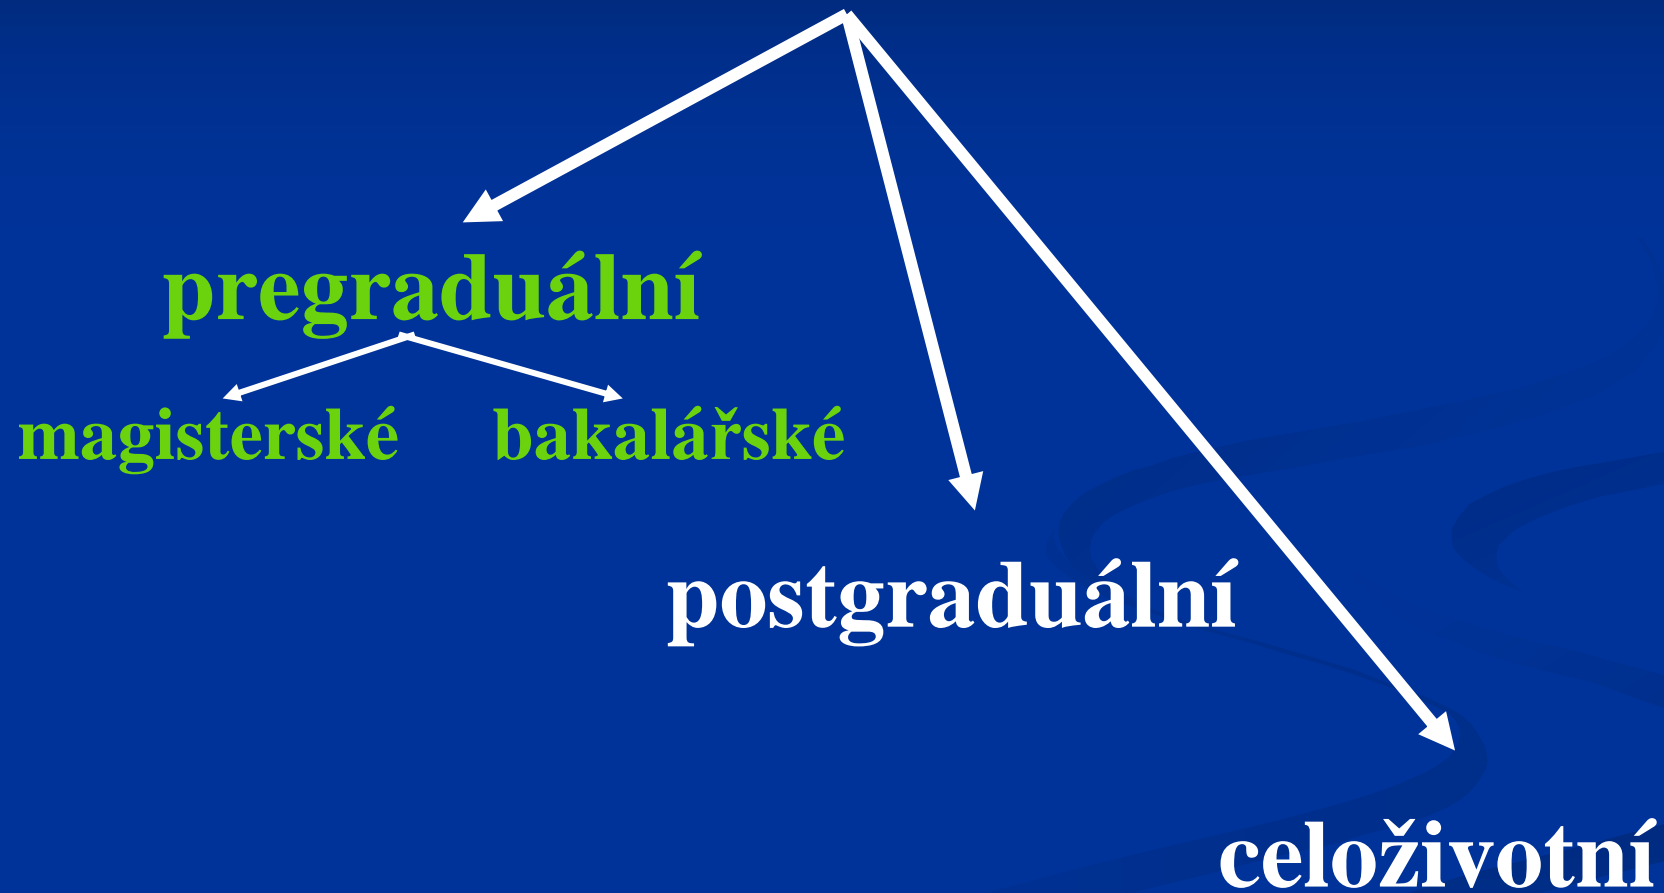 pregraduální
magisterské bakalářské
postgraduální
celoživotní